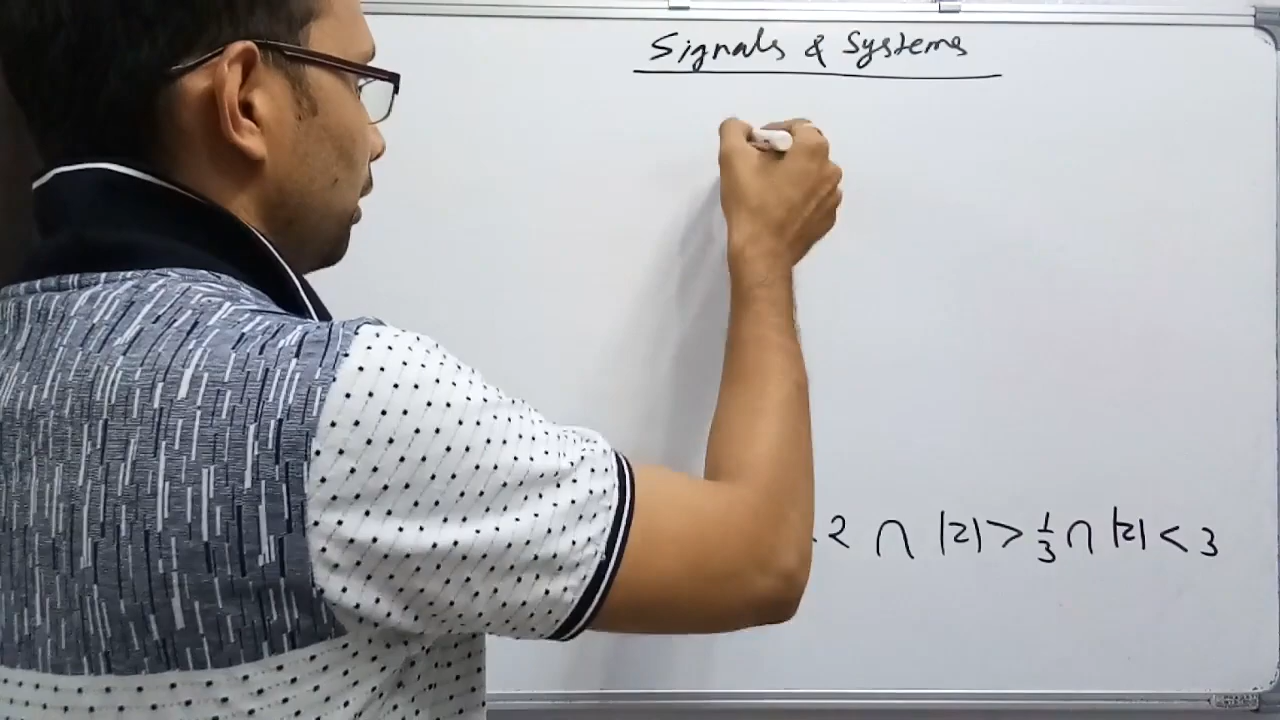 Signals & Systems
2 ∩ |z| > 1/3 ∩ |z| < 3